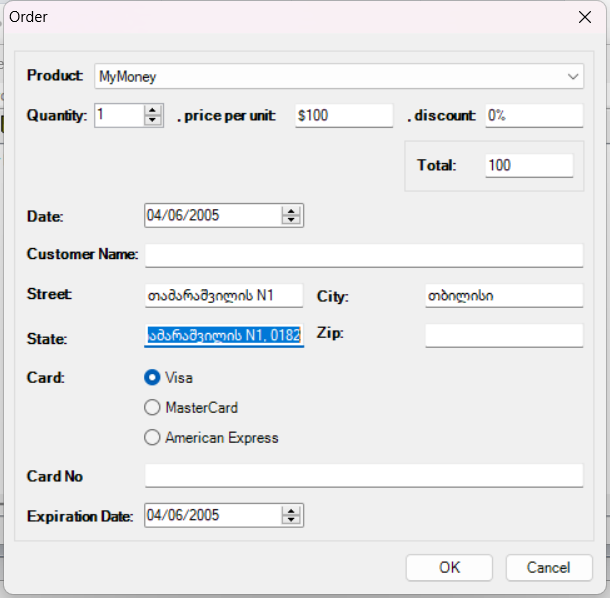 Order
Product: MyMoney
Quantity: 1 , price per unit: $100 , discount: 0%
Total: 100
Date: 04/06/2005
Customer Name:
Street: თამარაშვილის N1 City: თბილისი
State: ამარაშვილის N1, 0182 Zip:
Card: Visa
MasterCard
American Express
Card No
Expiration Date: 04/06/2005
OK Cancel